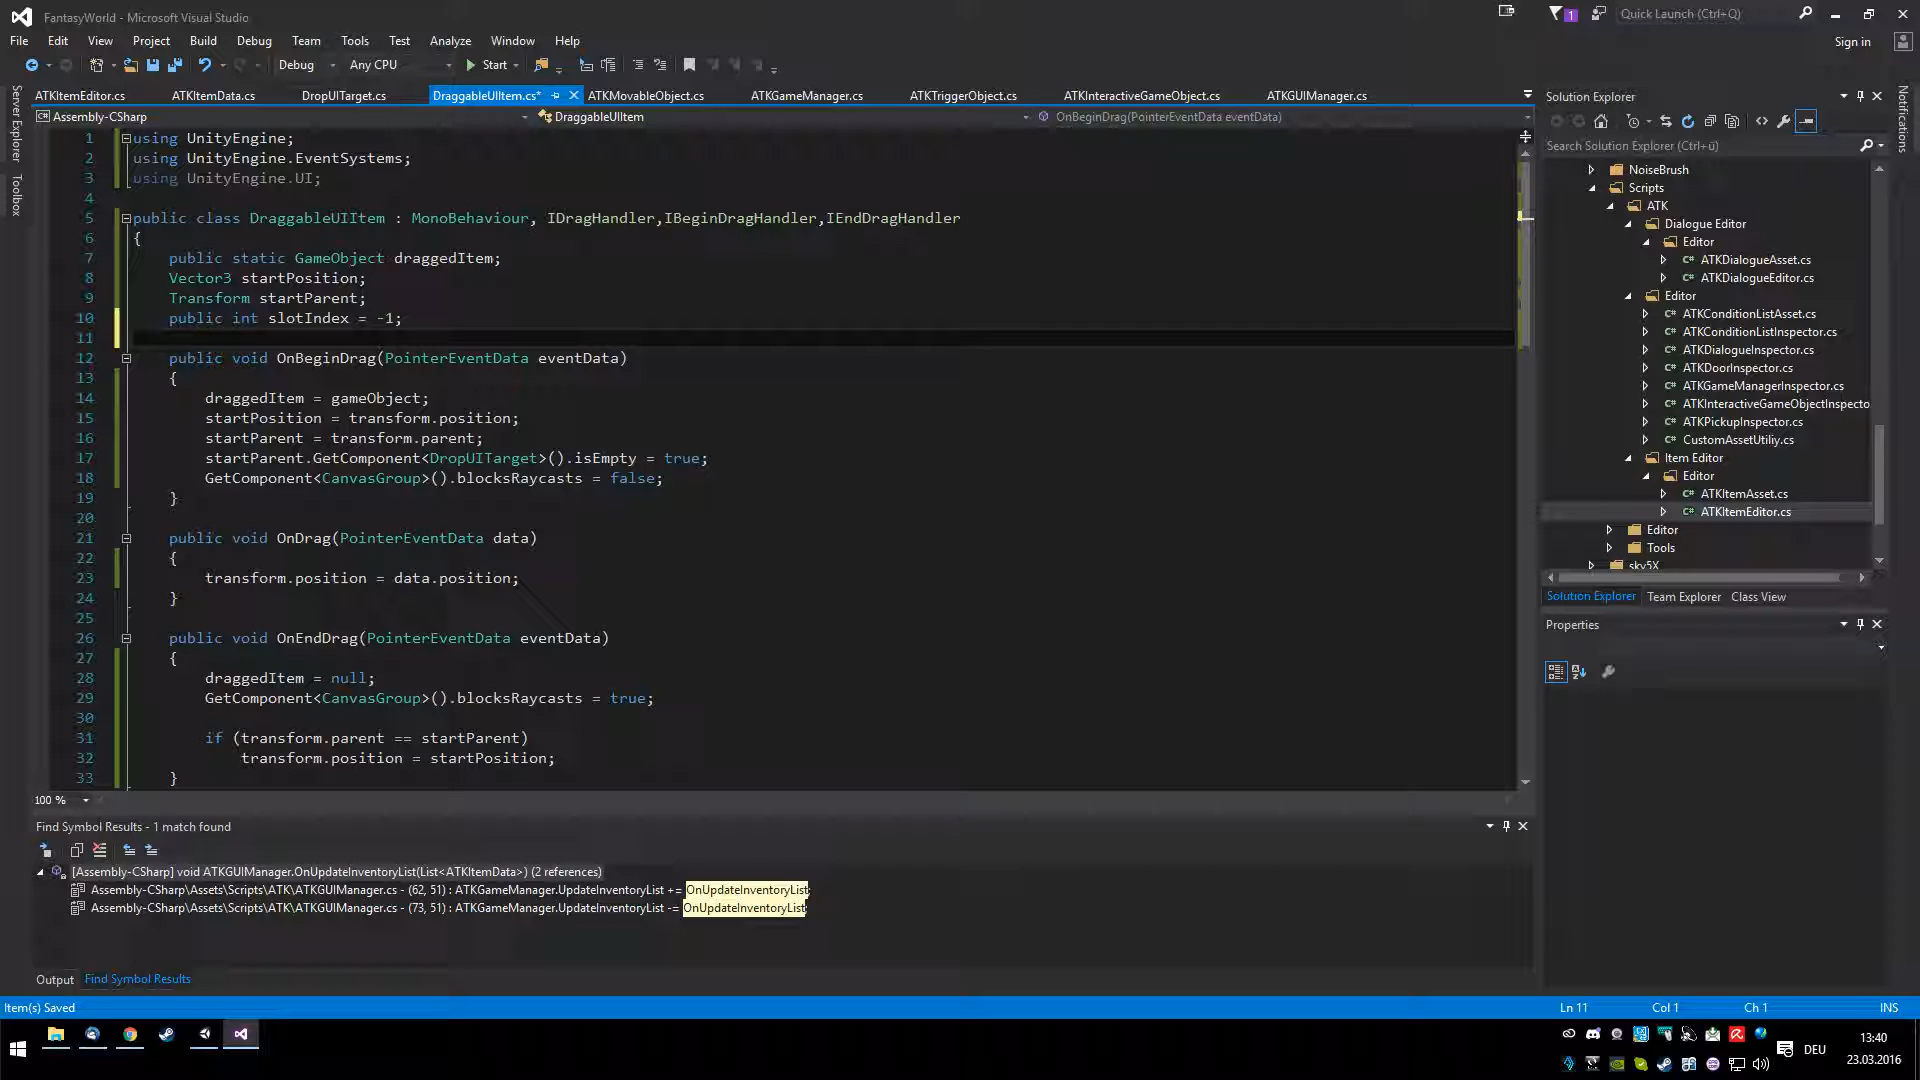 FantasyWorld - Microsoft Visual Studio
1
Quick Launch (Ctrl+Q)
File Edit View Project Build Debug Team Tools Test Analyze Window Help
Sign in
Debug Any CPU Start
Server Explorer
Toolbox
Notifications
ATKItemEditor.cs ATKItemData.cs DropUITarget.cs DraggableUIItem.cs* ATKMovableObject.cs ATKGameManager.cs ATKTriggerObject.cs ATKInteractiveGameObject.cs ATKGUIManager.cs
Assembly-CSharp DraggableUIItem OnBeginDrag(PointerEventData eventData)
1 using UnityEngine;
2 using UnityEngine.EventSystems;
3 using UnityEngine.UI;
4
5 public class DraggableUIItem : MonoBehaviour, IDragHandler,IBeginDragHandler,IEndDragHandler
6 {
7 public static GameObject draggedItem;
8 Vector3 startPosition;
9 Transform startParent;
10 public int slotIndex = -1;
11
12 public void OnBeginDrag(PointerEventData eventData)
13 {
14 draggedItem = gameObject;
15 startPosition = transform.position;
16 startParent = transform.parent;
17 startParent.GetComponent<DropUITarget>().isEmpty = true;
18 GetComponent<CanvasGroup>().blocksRaycasts = false;
19 }
20
21 public void OnDrag(PointerEventData data)
22 {
23 transform.position = data.position;
24 }
25
26 public void OnEndDrag(PointerEventData eventData)
27 {
28 draggedItem = null;
29 GetComponent<CanvasGroup>().blocksRaycasts = true;
30
31 if (transform.parent == startParent)
32 transform.position = startPosition;
33 }
100 %
Find Symbol Results - 1 match found
[Assembly-CSharp] void ATKGUIManager.OnUpdateInventoryList(List<ATKItemData>) (2 references)
Assembly-CSharp\Assets\Scripts\ATK\ATKGUIManager.cs - (62, 51) : ATKGameManager.UpdateInventoryList += OnUpdateInventoryList;
Assembly-CSharp\Assets\Scripts\ATK\ATKGUIManager.cs - (73, 51) : ATKGameManager.UpdateInventoryList -= OnUpdateInventoryList;
Output Find Symbol Results
Solution Explorer
Search Solution Explorer (Ctrl+ü)
NoiseBrush
Scripts
ATK
Dialogue Editor
Editor
C# ATKDialogueAsset.cs
C# ATKDialogueEditor.cs
Editor
C# ATKConditionListAsset.cs
C# ATKConditionListInspector.cs
C# ATKDialogueInspector.cs
C# ATKDoorInspector.cs
C# ATKGameManagerInspector.cs
C# ATKInteractiveGameObjectInspecto
C# ATKPickupInspector.cs
C# CustomAssetUtiliy.cs
Item Editor
Editor
C# ATKItemAsset.cs
C# ATKItemEditor.cs
Editor
Tools
sky5X
Solution Explorer Team Explorer Class View
Properties
Item(s) Saved
Ln 11 Col 1 Ch 1 INS
DEU
13:40
23.03.2016